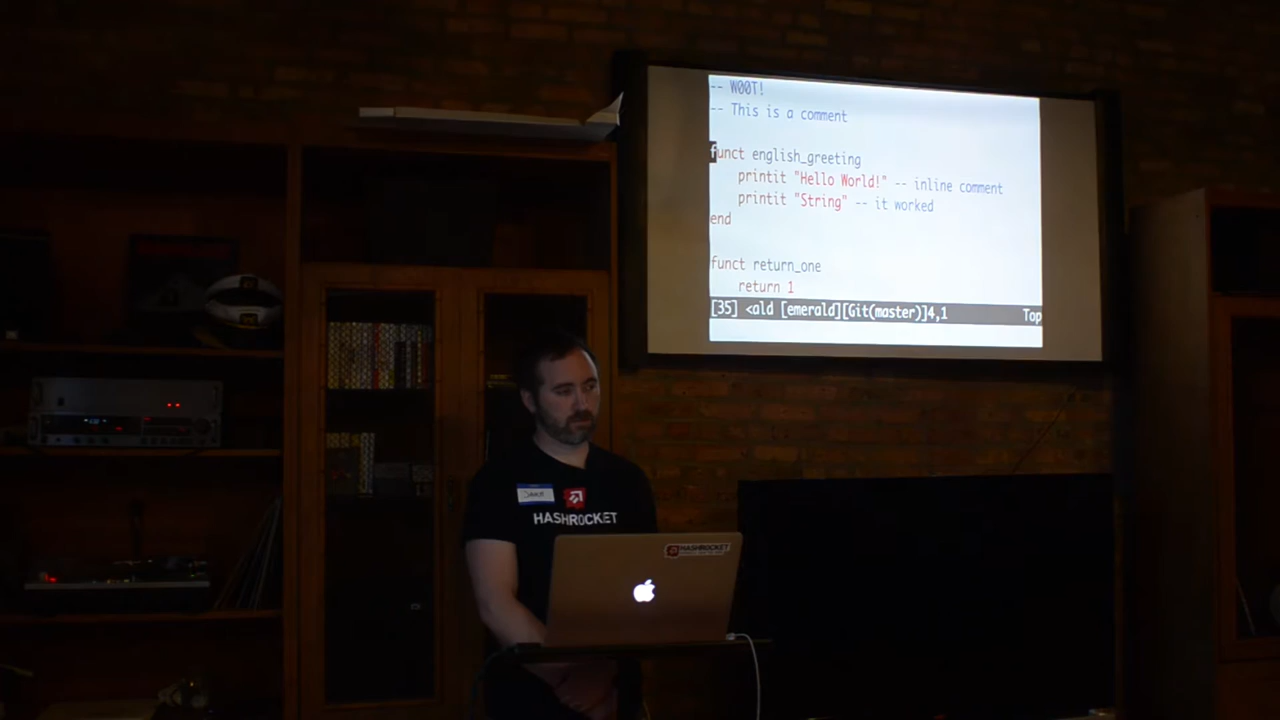 -- W00T!
-- This is a comment
funct english_greeting
printit "Hello World!" -- inline comment
printit "String" -- it worked
end
funct return_one
return 1
[35] <ald [emerald][Git(master)]4,1 Top
HASHROCKET
HASHROCKET